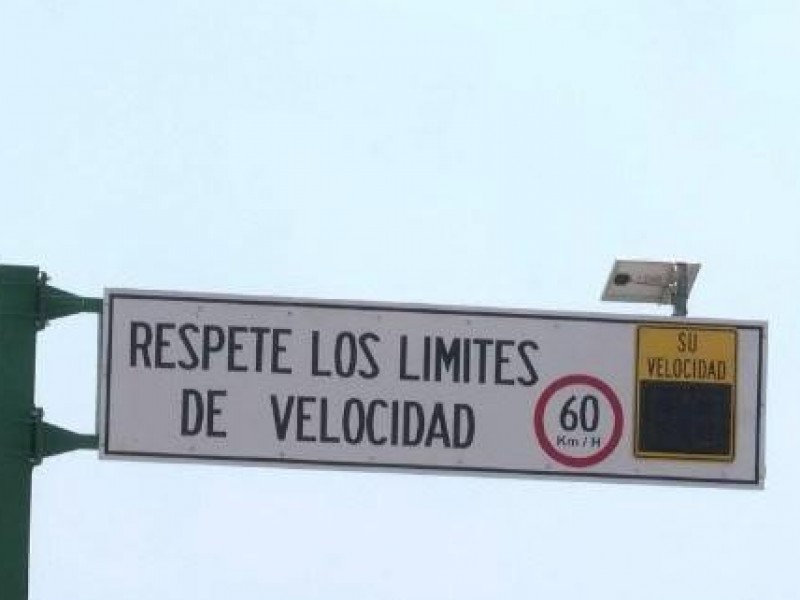 RESPETE LOS LIMITES
DE VELOCIDAD
60
Km/H
SU
VELOCIDAD